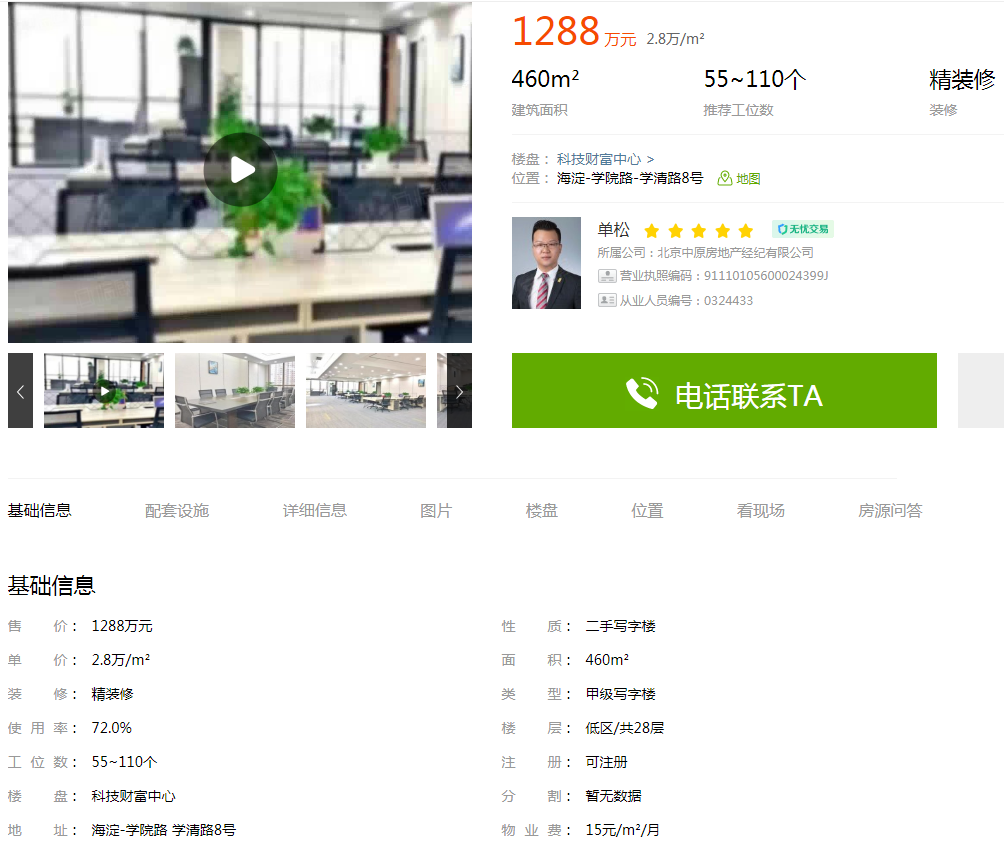 1288 万元 2.8万/m²
460m² 55~110个 精装修
建筑面积 推荐工位数 装修
楼盘： 科技财富中心 >
位置： 海淀-学院路-学清路8号 地图
单松 无忧交易
所属公司：北京中原房地产经纪有限公司
营业执照编码：91110105600024399J
从业人员编号：0324433
电话联系TA
基础信息 配套设施 详细信息 图片 楼盘 位置 看现场 房源问答
基础信息
售价： 1288万元 性质： 二手写字楼
单价： 2.8万/m² 面积： 460m²
装修： 精装修 类型： 甲级写字楼
使用率： 72.0% 楼层： 低区/共28层
工位数： 55~110个 注册： 可注册
楼盘： 科技财富中心 分割： 暂无数据
地址： 海淀-学院路 学清路8号 物业费： 15元/m²/月